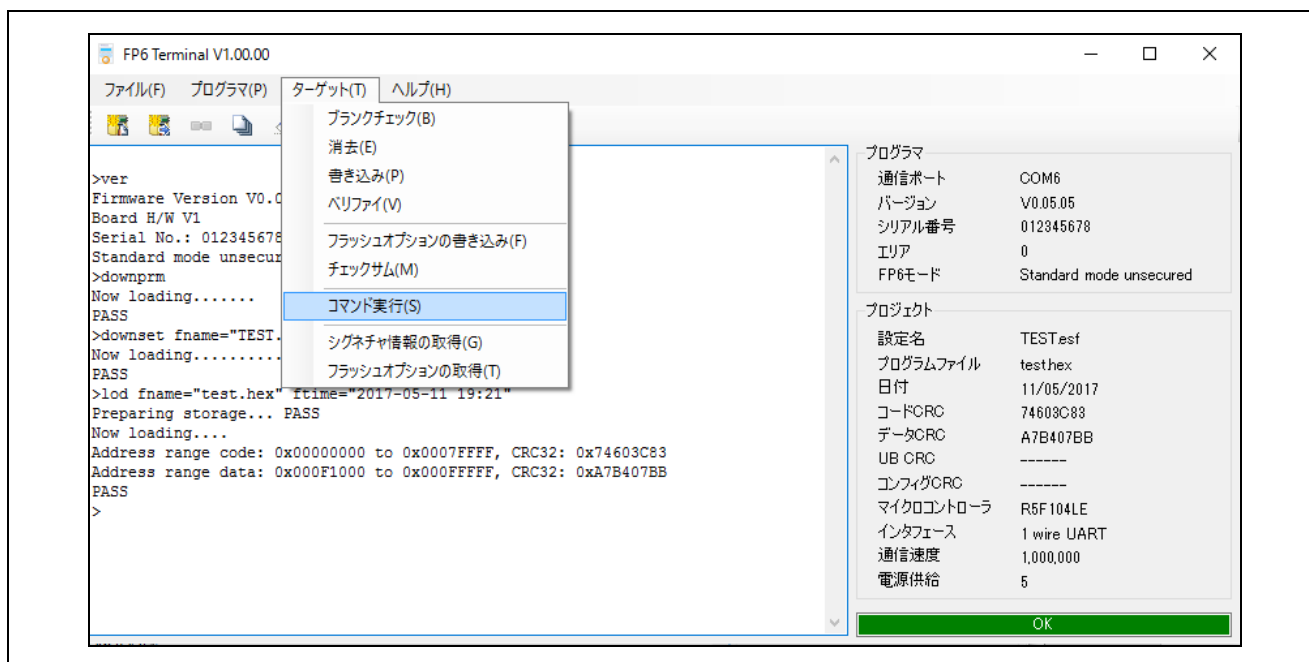 FP6 Terminal V1.00.00
ファイル(F) プログラマ(P) ターゲット(T) ヘルプ(H)
ブランクチェック(B)
消去(E)
書き込み(P)
ベリファイ(V)
フラッシュオプションの書き込み(F)
チェックサム(M)
コマンド実行(S)
シグネチャ情報の取得(G)
フラッシュオプションの取得(T)
>ver
Firmware Version V0.0
Board H/W V1
Serial No.: 012345678
Standard mode unsecur
>downprm
Now loading.......
PASS
>downset fname="TEST.
Now loading..........
PASS
>lod fname="test.hex" ftime="2017-05-11 19:21"
Preparing storage... PASS
Now loading....
Address range code: 0x00000000 to 0x0007FFFF, CRC32: 0x74603C83
Address range data: 0x000F1000 to 0x000FFFFF, CRC32: 0xA7B407BB
PASS
>
プログラマ
通信ポート COM6
バージョン V0.05.05
シリアル番号 012345678
エリア 0
FP6モード Standard mode unsecured
プロジェクト
設定名 TEST.esf
プログラムファイル test.hex
日付 11/05/2017
コードCRC 74603C83
データCRC A7B407BB
UB CRC ------
コンフィグCRC ------
マイクロコントローラ R5F104LE
インタフェース 1 wire UART
通信速度 1,000,000
電源供給 5
OK